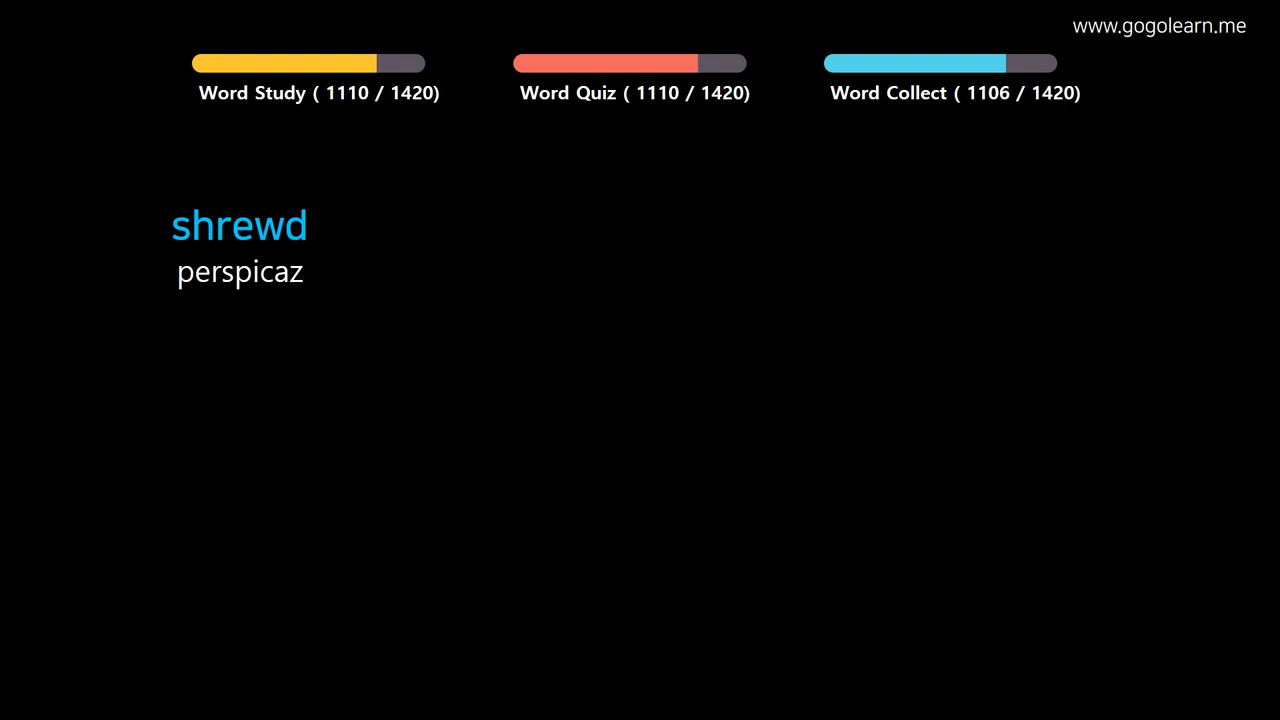 www.gogolearn.me
Word Study ( 1110 / 1420)
Word Quiz ( 1110 / 1420)
Word Collect ( 1106 / 1420)
shrewd
perspicaz